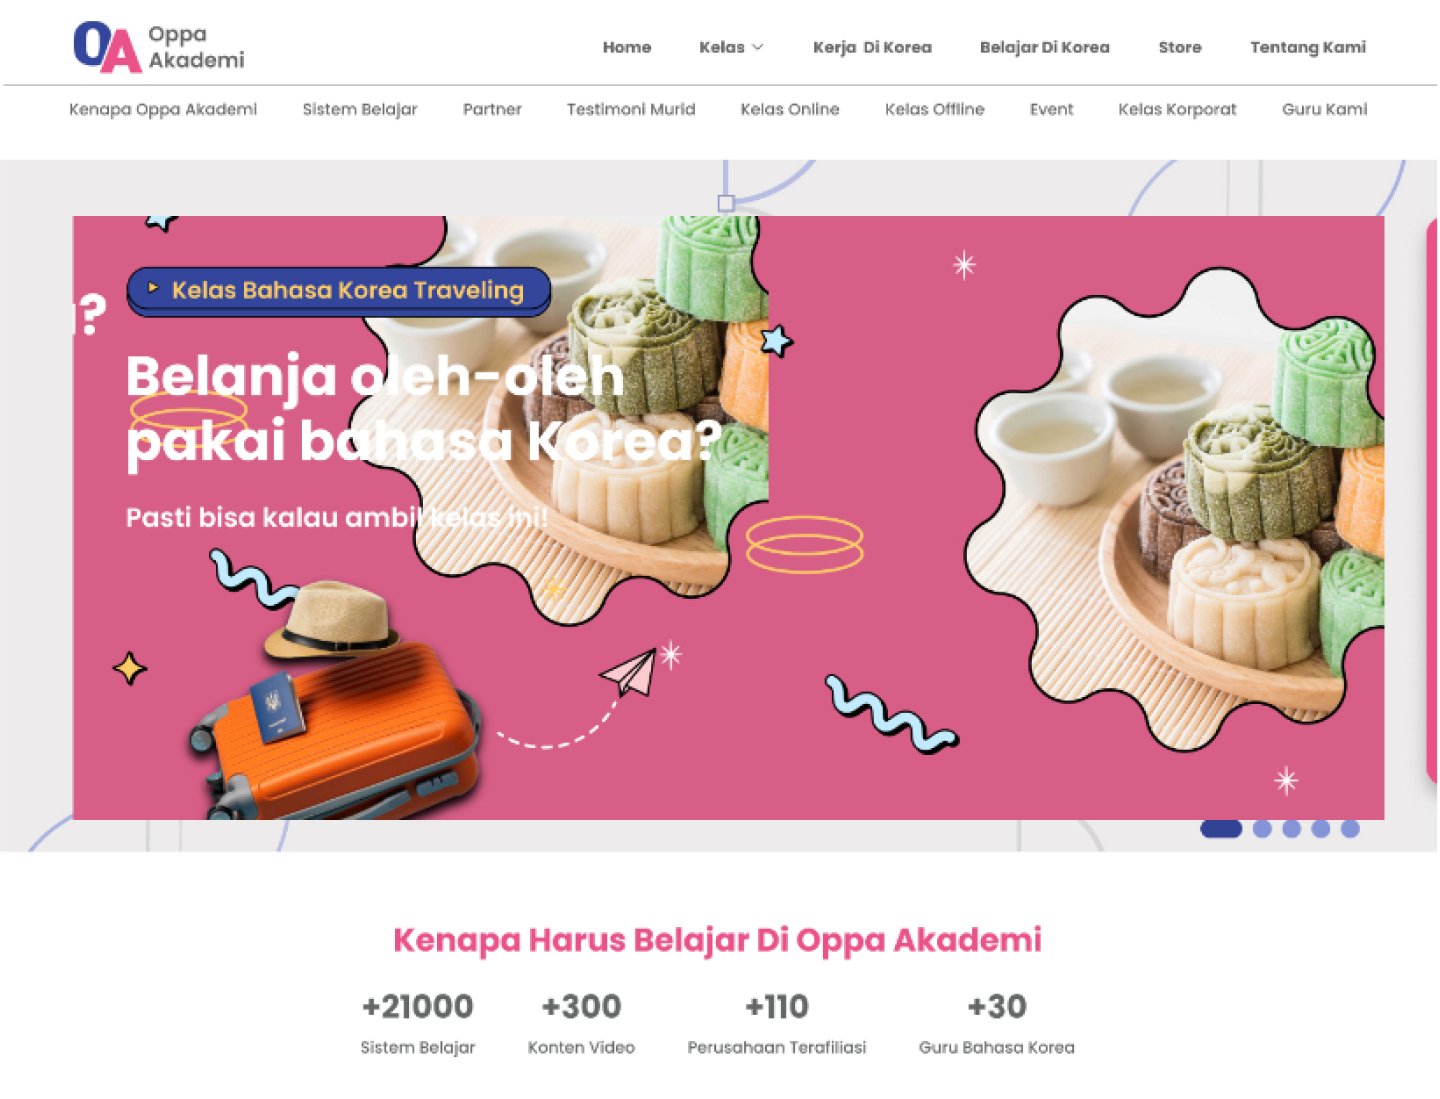 OA Oppa
Akademi
Home Kelas Kerja Di Korea Belajar Di Korea Store Tentang Kami
Kenapa Oppa Akademi Sistem Belajar Partner Testimoni Murid Kelas Online Kelas Offline Event Kelas Korporat Guru Kami
Kelas Bahasa Korea Traveling
?
Belanja oleh-oleh
pakai bahasa Korea?
Pasti bisa kalau ambil kelas ini!
Kenapa Harus Belajar Di Oppa Akademi
+21000 +300 +110 +30
Sistem Belajar Konten Video Perusahaan Terafiliasi Guru Bahasa Korea